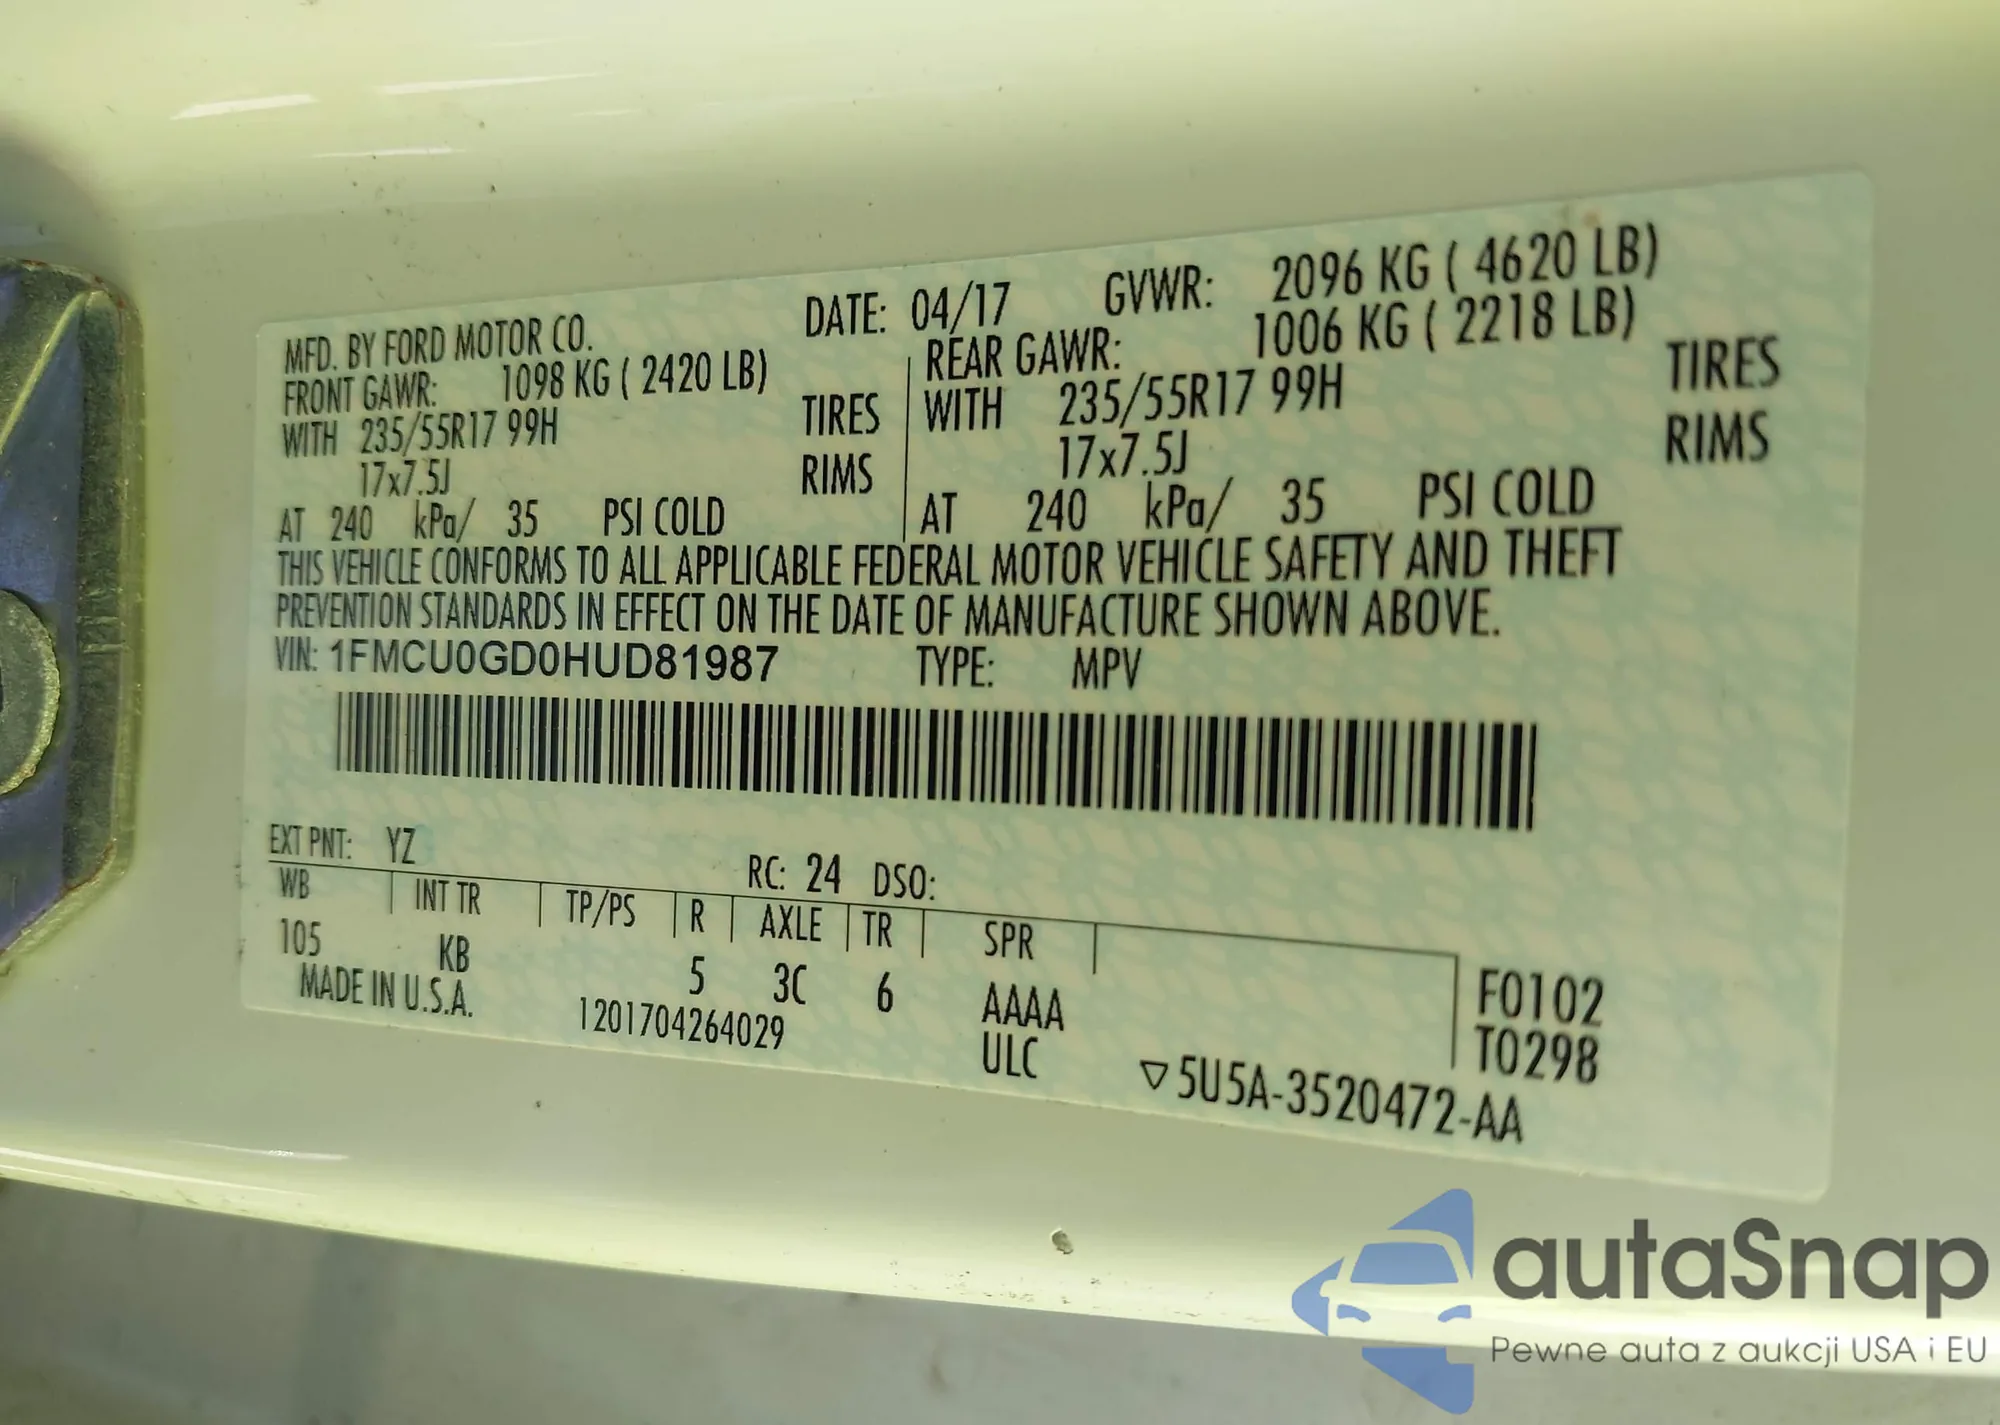 MFD. BY FORD MOTOR CO. DATE: 04/17 GVWR: 2096 KG ( 4620 LB)
FRONT GAWR: 1098 KG ( 2420 LB) REAR GAWR: 1006 KG ( 2218 LB)
WITH 235/55R17 99H TIRES WITH 235/55R17 99H TIRES
17x7.5J RIMS 17x7.5J RIMS
AT 240 kPa/ 35 PSI COLD AT 240 kPa/ 35 PSI COLD
THIS VEHICLE CONFORMS TO ALL APPLICABLE FEDERAL MOTOR VEHICLE SAFETY AND THEFT
PREVENTION STANDARDS IN EFFECT ON THE DATE OF MANUFACTURE SHOWN ABOVE.
VIN: 1FMCU0GD0HUD81987 TYPE: MPV
EXT PNT: YZ RC: 24 DSO:
WB INT TR TP/PS R AXLE TR SPR
105 KB 5 3C 6 AAAA F0102
MADE IN U.S.A. 1201704264029 ULC T0298
▽5U5A-3520472-AA
autaSnap
Pewne auta z aukcji USA i EU